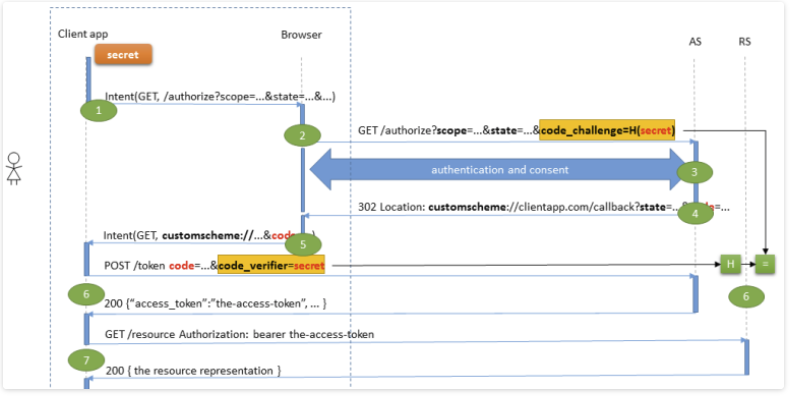 Client app
Browser
AS
RS
secret
Intent(GET, /authorize?scope=...&state=...&...)
1
2
GET /authorize?scope=...&state=...&code_challenge=H(secret)
authentication and consent
3
302 Location: customscheme://clientapp.com/callback?state=... =...
4
Intent(GET, customscheme://...&code )
5
POST /token code=...&code_verifier=secret
H
=
6
6
200 {"access_token":"the-access-token", ... }
GET /resource Authorization: bearer the-access-token
7
200 { the resource representation }